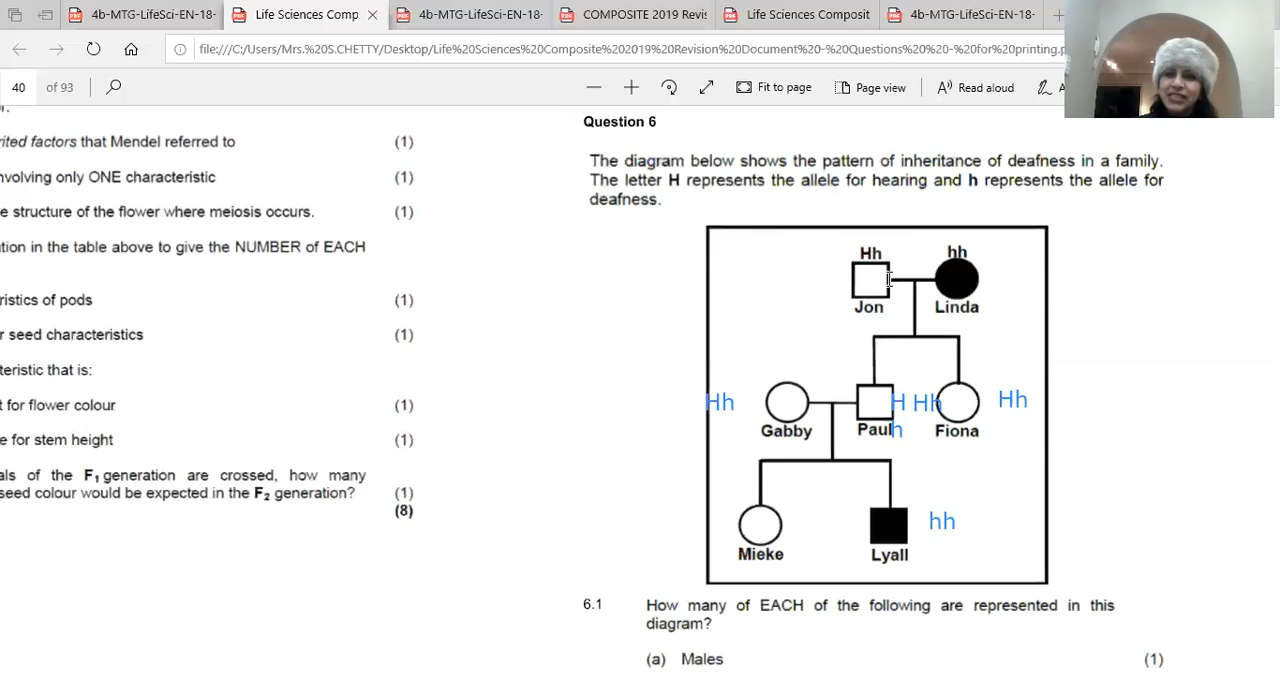 4b-MTG-LifeSci-EN-18-
Life Sciences Comp
4b-MTG-LifeSci-EN-18-
COMPOSITE 2019 Revis
Life Sciences Composit
4b-MTG-LifeSci-EN-18-
file:///C:/Users/Mrs.%20S.CHETTY/Desktop/Life%20Sciences%20Composite%202019%20Revision%20Document%20-%20Questions%20%20-%20for%20printing.p
40 of 93
Fit to page
Page view
Read aloud
rited factors that Mendel referred to (1)
nvolving only ONE characteristic (1)
e structure of the flower where meiosis occurs. (1)
ution in the table above to give the NUMBER of EACH
ristics of pods (1)
r seed characteristics (1)
teristic that is:
t for flower colour (1)
e for stem height (1)
als of the F1 generation are crossed, how many
seed colour would be expected in the F2 generation? (1)
(8)
Question 6
The diagram below shows the pattern of inheritance of deafness in a family.
The letter H represents the allele for hearing and h represents the allele for
deafness.
Hh hh
Jon Linda
Hh H Hh Hh
h
Gabby Paul Fiona
hh
Mieke Lyall
6.1 How many of EACH of the following are represented in this
diagram?
(a) Males (1)